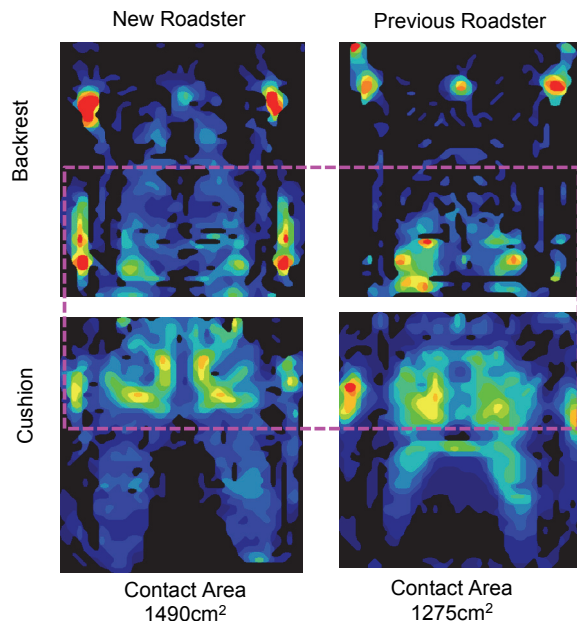 New Roadster
Previous Roadster
Backrest
Cushion
Contact Area
1490cm²
Contact Area
1275cm²